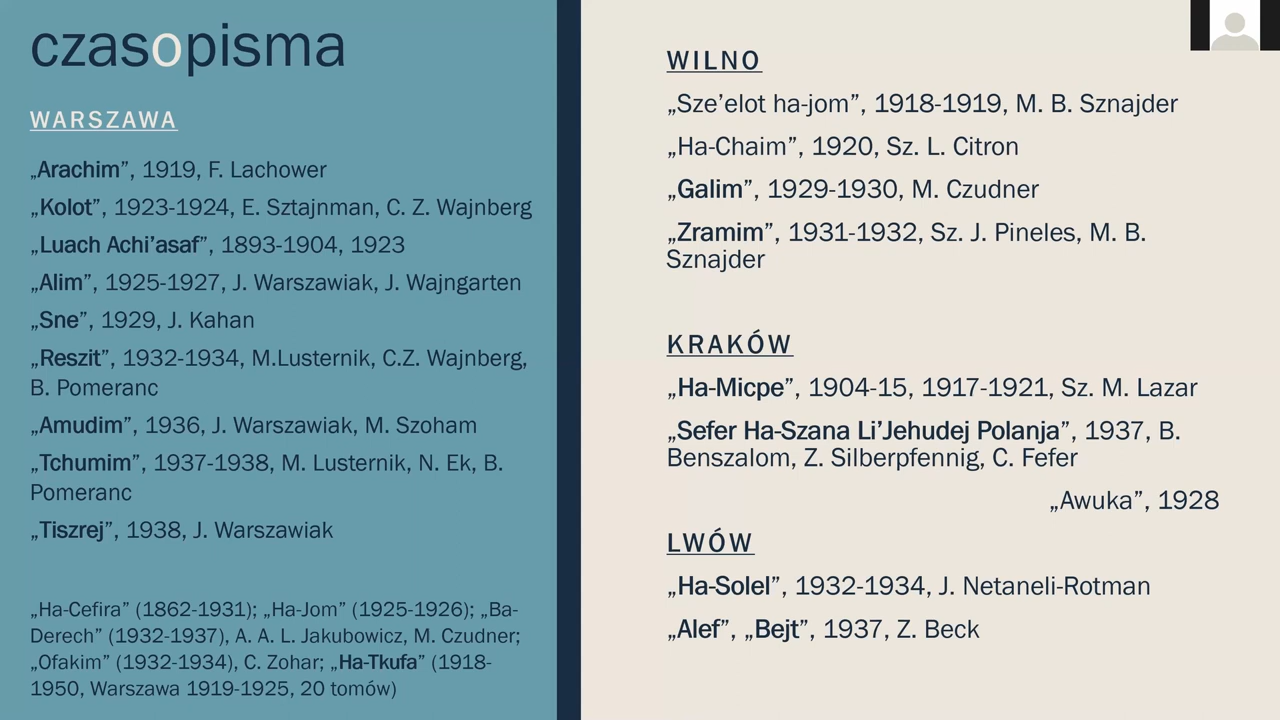 czasopisma
WARSZAWA
„Arachim”, 1919, F. Lachower
„Kolot”, 1923-1924, E. Sztajnman, C. Z. Wajnberg
„Luach Achi’asaf”, 1893-1904, 1923
„Alim”, 1925-1927, J. Warszawiak, J. Wajngarten
„Sne”, 1929, J. Kahan
„Reszit”, 1932-1934, M.Lusternik, C.Z. Wajnberg,
B. Pomeranc
„Amudim”, 1936, J. Warszawiak, M. Szoham
„Tchumim”, 1937-1938, M. Lusternik, N. Ek, B.
Pomeranc
„Tiszrej”, 1938, J. Warszawiak
„Ha-Cefira” (1862-1931); „Ha-Jom” (1925-1926); „Ba-
Derech” (1932-1937), A. A. L. Jakubowicz, M. Czudner;
„Ofakim” (1932-1934), C. Zohar; „Ha-Tkufa” (1918-
1950, Warszawa 1919-1925, 20 tomów)
WILNO
„Sze’elot ha-jom”, 1918-1919, M. B. Sznajder
„Ha-Chaim”, 1920, Sz. L. Citron
„Galim”, 1929-1930, M. Czudner
„Zramim”, 1931-1932, Sz. J. Pineles, M. B.
Sznajder
KRAKÓW
„Ha-Micpe”, 1904-15, 1917-1921, Sz. M. Lazar
„Sefer Ha-Szana Li’Jehudej Polanja”, 1937, B.
Benszalom, Z. Silberpfennig, C. Fefer
„Awuka”, 1928
LWÓW
„Ha-Solel”, 1932-1934, J. Netaneli-Rotman
„Alef”, „Bejt”, 1937, Z. Beck